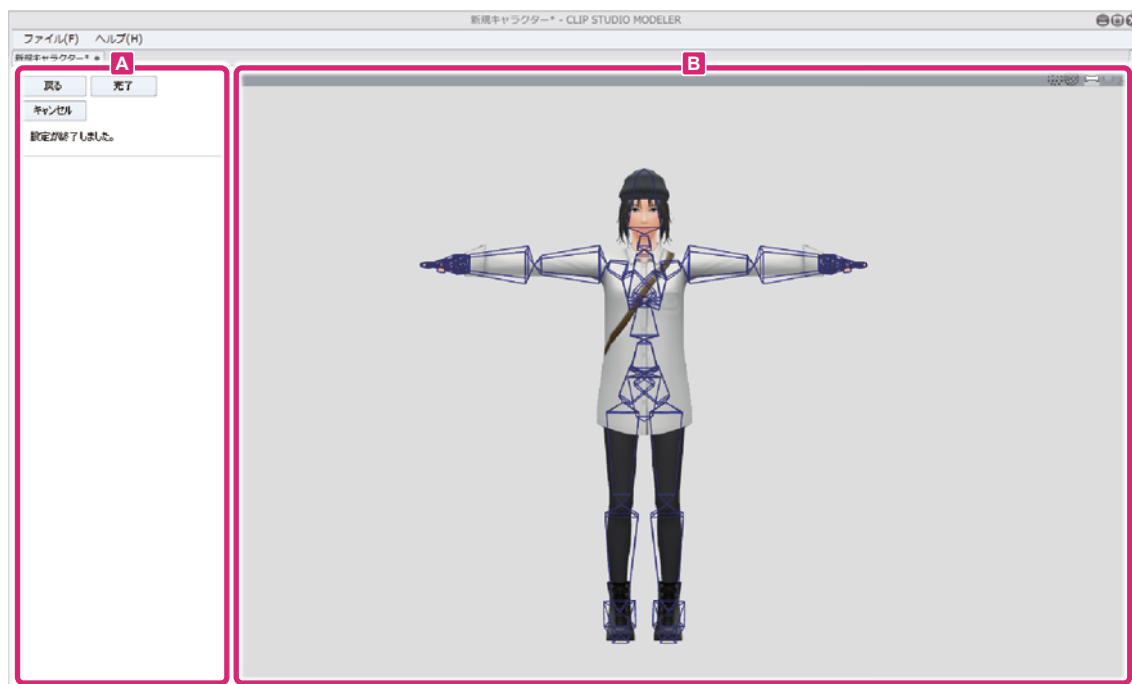 新規キャラクター* - CLIP STUDIO MODELER
ファイル(F) ヘルプ(H)
新規キャラクター*
A
B
戻る 完了
キャンセル
設定が終了しました。